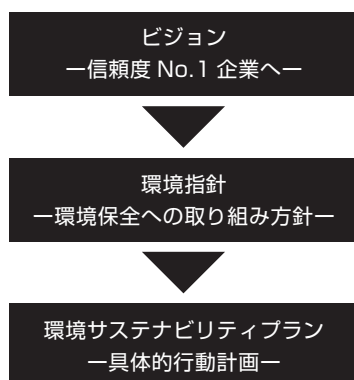 ビジョン
ー信頼度 No.1 企業へー
環境指針
ー環境保全への取り組み方針ー
環境サステナビリティプラン
ー具体的行動計画ー